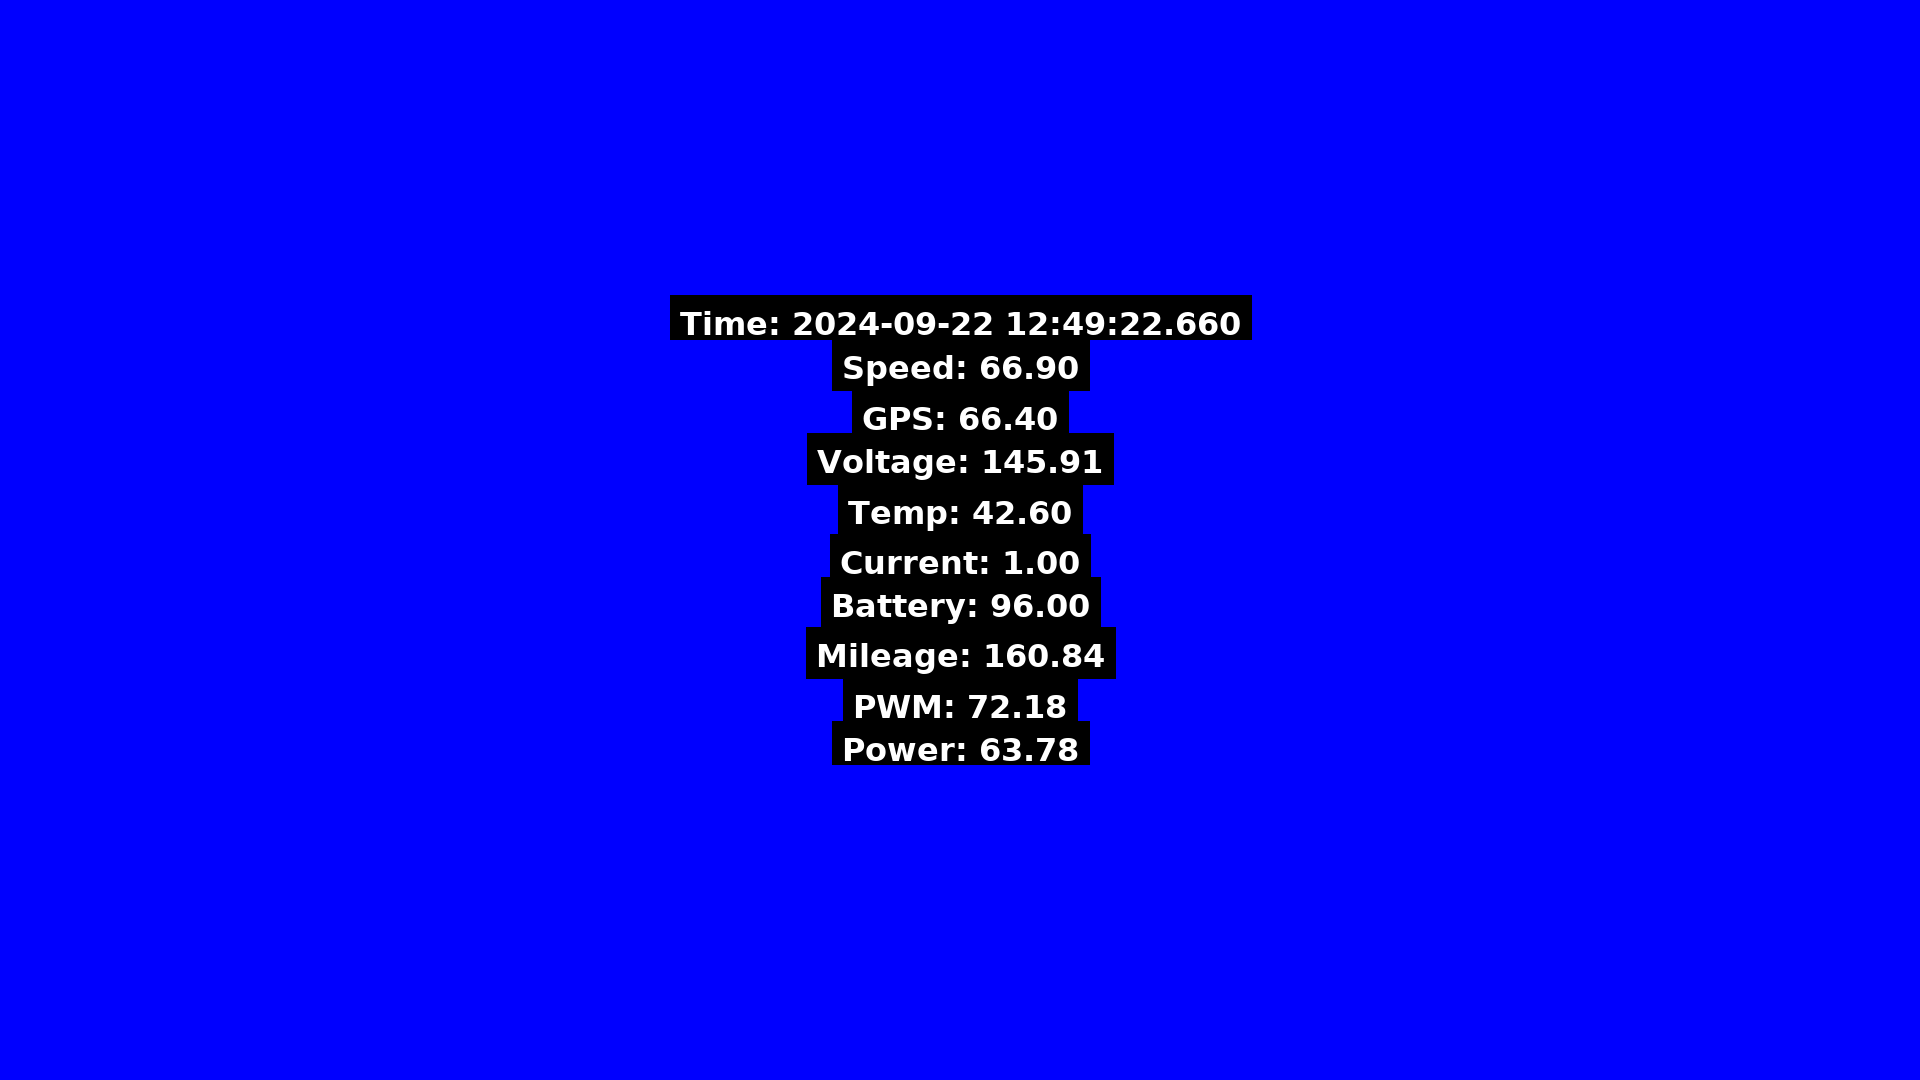 Time: 2024-09-22 12:49:22.660
Speed: 66.90
GPS: 66.40
Voltage: 145.91
Temp: 42.60
Current: 1.00
Battery: 96.00
Mileage: 160.84
PWM: 72.18
Power: 63.78